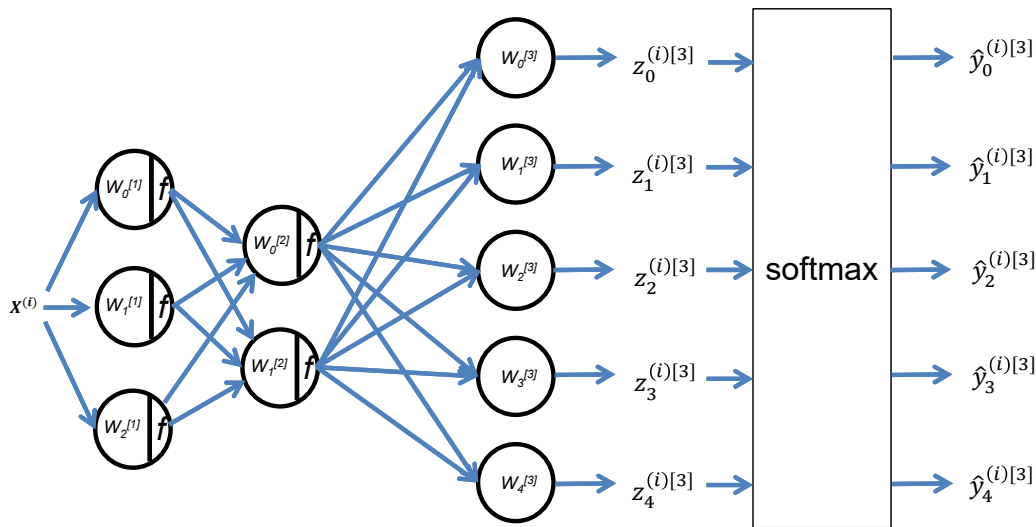 X⁽ⁱ⁾
W₀^[1] f
W₁^[1] f
W₂^[1] f
W₀^[2] f
W₁^[2] f
W₀^[3]
W₁^[3]
W₂^[3]
W₃^[3]
W₄^[3]
z₀^(i)[3]
z₁^(i)[3]
z₂^(i)[3]
z₃^(i)[3]
z₄^(i)[3]
softmax
ŷ₀^(i)[3]
ŷ₁^(i)[3]
ŷ₂^(i)[3]
ŷ₃^(i)[3]
ŷ₄^(i)[3]